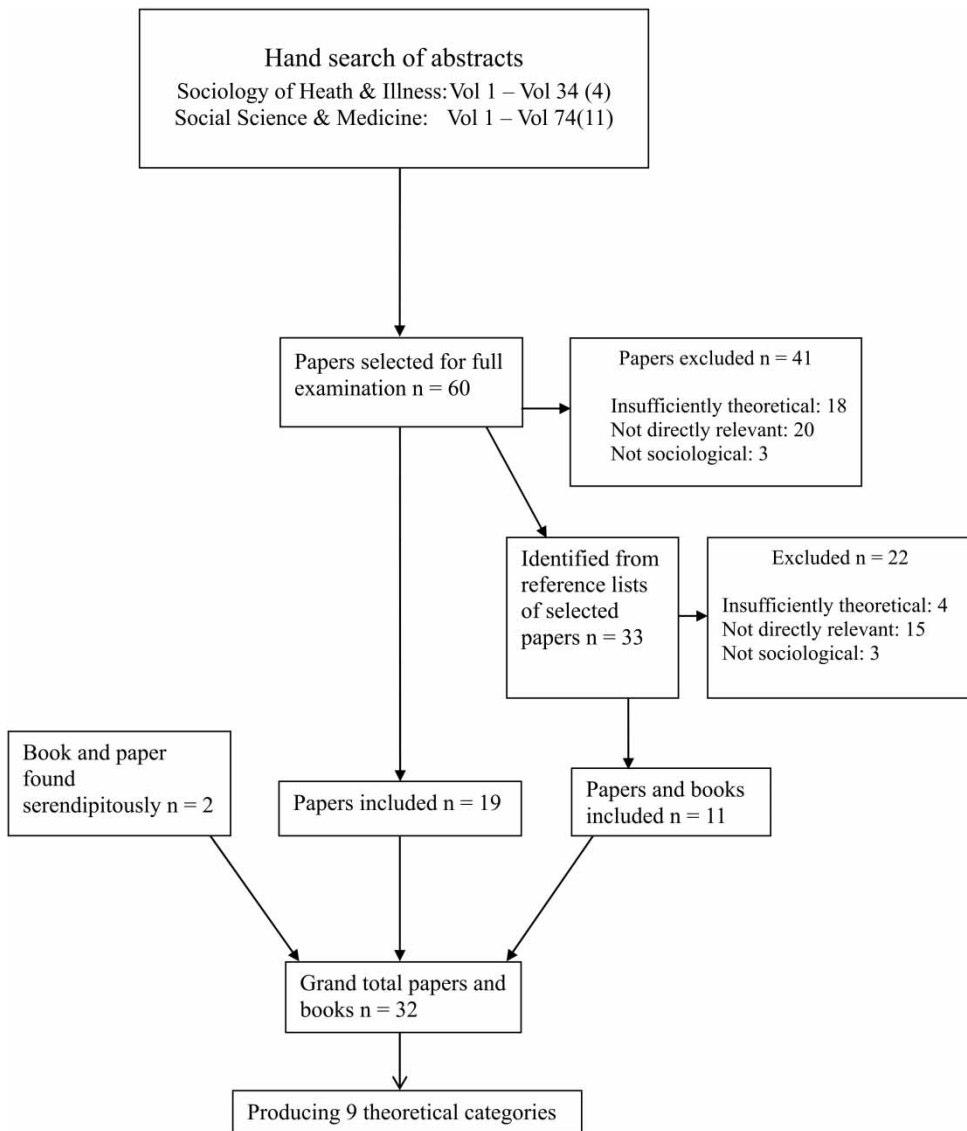 Hand search of abstracts
Sociology of Heath & Illness: Vol 1 – Vol 34 (4)
Social Science & Medicine: Vol 1 – Vol 74(11)
Papers selected for full
examination n = 60
Papers excluded n = 41
Insufficiently theoretical: 18
Not directly relevant: 20
Not sociological: 3
Identified from
reference lists
of selected
papers n = 33
Excluded n = 22
Insufficiently theoretical: 4
Not directly relevant: 15
Not sociological: 3
Book and paper
found
serendipitously n = 2
Papers included n = 19
Papers and books
included n = 11
Grand total papers and
books n = 32
Producing 9 theoretical categories